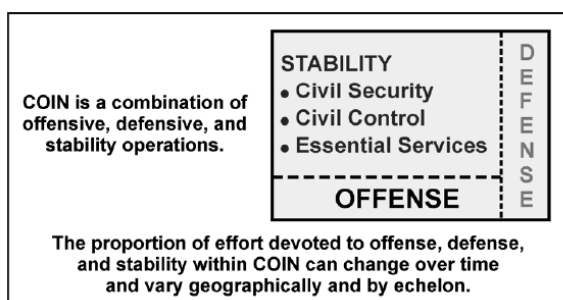 COIN is a combination of
offensive, defensive, and
stability operations.
STABILITY
• Civil Security
• Civil Control
• Essential Services
OFFENSE
DEFENSE
The proportion of effort devoted to offense, defense,
and stability within COIN can change over time
and vary geographically and by echelon.